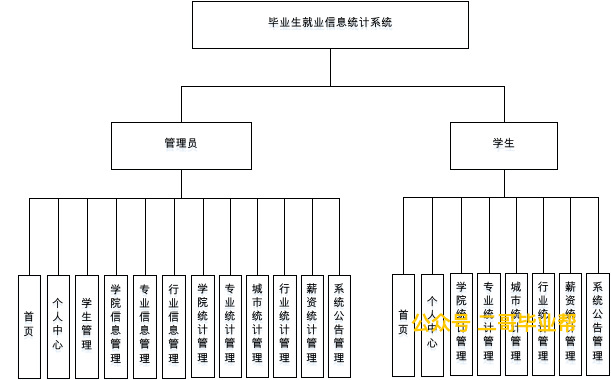 毕业生就业信息统计系统
管理员
学生
首页
个人中心
学生管理
学院信息管理
专业信息管理
行业信息管理
学院统计管理
专业统计管理
城市统计管理
行业统计管理
薪资统计管理
系统公告管理
首页
个人中心
学院统计管理
专业统计管理
城市统计管理
行业统计管理
薪资统计管理
系统公告管理
公众号 二哥毕业帮